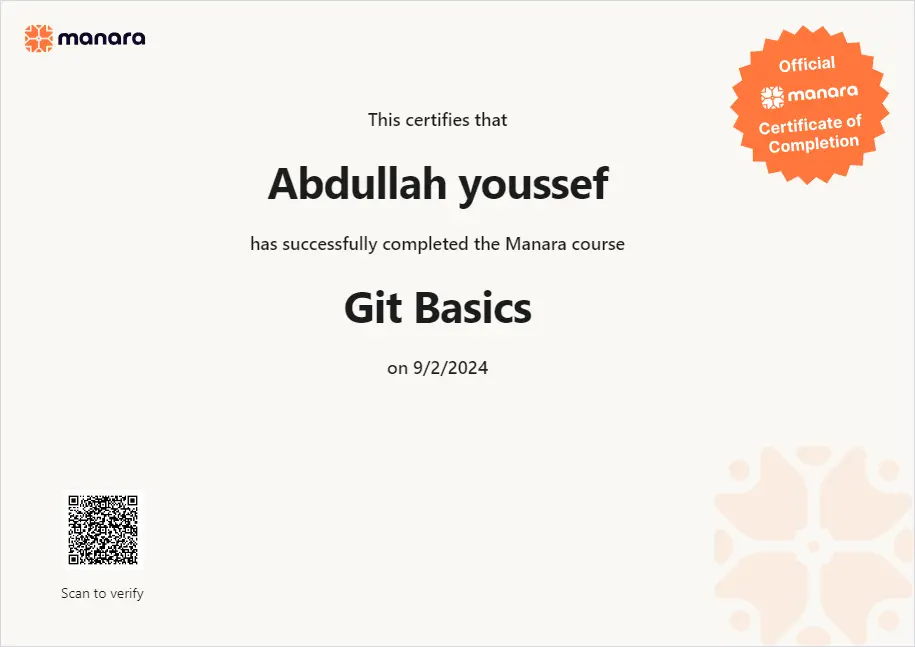 manara
Official
manara
Certificate of
Completion
This certifies that
Abdullah youssef
has successfully completed the Manara course
Git Basics
on 9/2/2024
Scan to verify